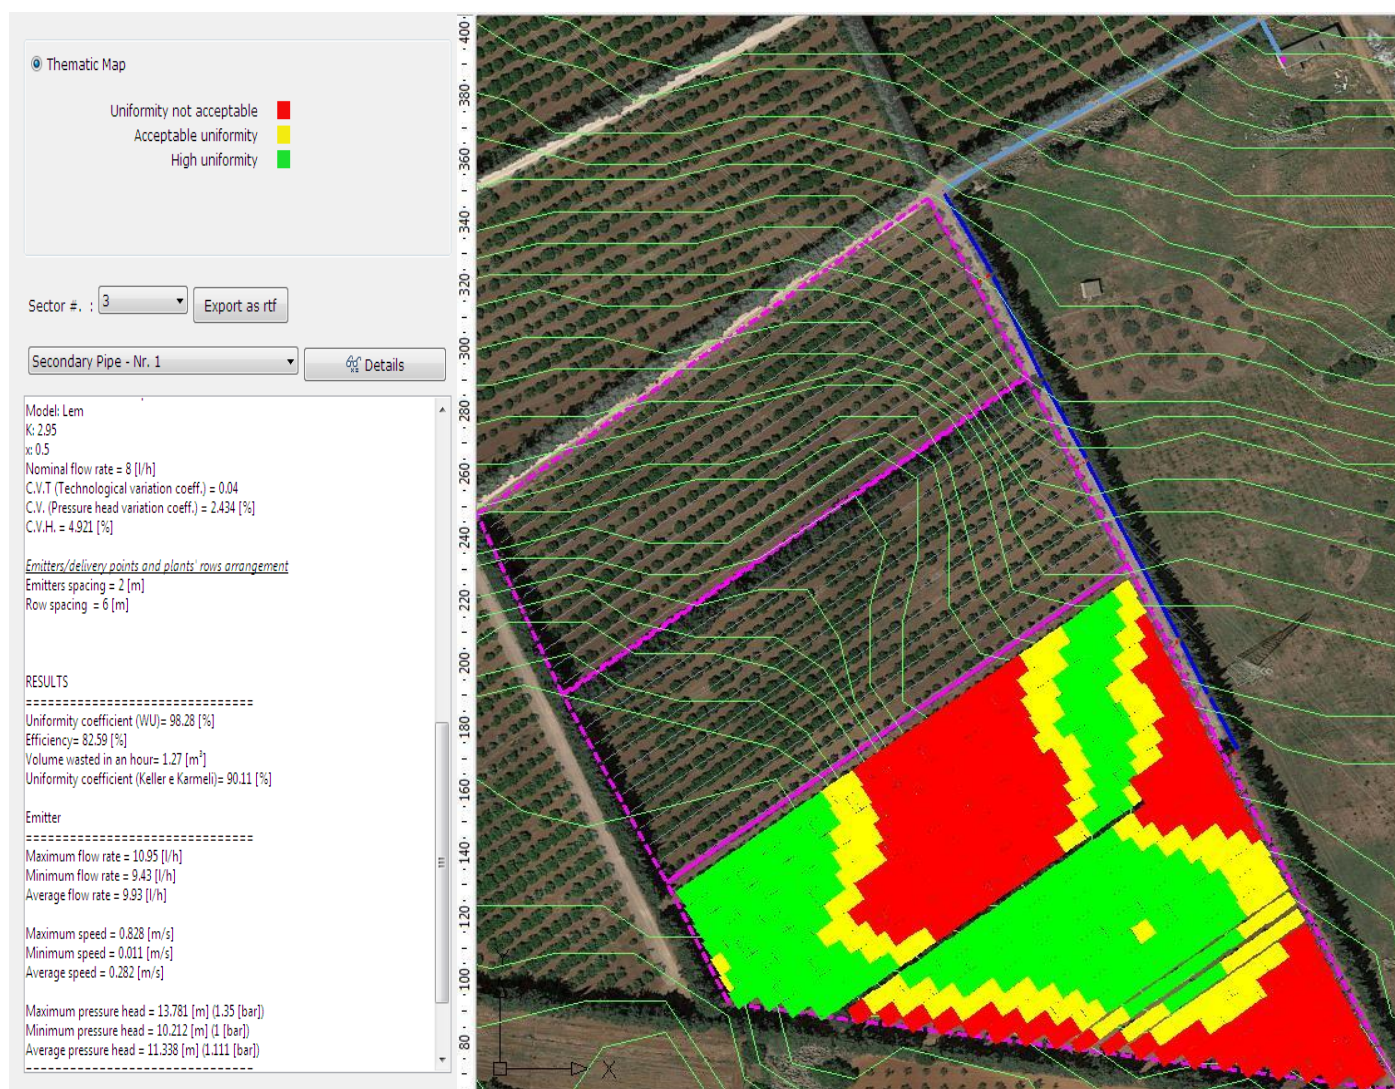 Thematic Map
Uniformity not acceptable
Acceptable uniformity
High uniformity
Sector #. : 3 Export as rtf
Secondary Pipe - Nr. 1 Details
Model: Lem
K: 2.95
x: 0.5
Nominal flow rate = 8 [l/h]
C.V.T (Technological variation coeff.) = 0.04
C.V. (Pressure head variation coeff.) = 2.434 [%]
C.V.H. = 4.921 [%]
Emitters/delivery points and plants' rows arrangement
Emitters spacing = 2 [m]
Row spacing = 6 [m]
RESULTS
===============================
Uniformity coefficient (WU)= 98.28 [%]
Efficiency= 82.59 [%]
Volume wasted in an hour= 1.27 [m³]
Uniformity coefficient (Keller e Karmeli)= 90.11 [%]
Emitter
===============================
Maximum flow rate = 10.95 [l/h]
Minimum flow rate = 9.43 [l/h]
Average flow rate = 9.93 [l/h]
Maximum speed = 0.828 [m/s]
Minimum speed = 0.011 [m/s]
Average speed = 0.282 [m/s]
Maximum pressure head = 13.781 [m] (1.35 [bar])
Minimum pressure head = 10.212 [m] (1 [bar])
Average pressure head = 11.338 [m] (1.111 [bar])
===============================
400
380
360
340
320
300
280
260
240
220
200
180
160
140
120
100
80
X